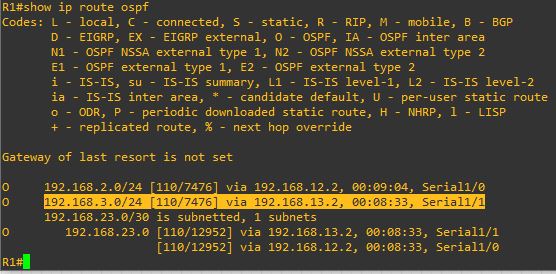 R1#show ip route ospf
Codes: L - local, C - connected, S - static, R - RIP, M - mobile, B - BGP
       D - EIGRP, EX - EIGRP external, O - OSPF, IA - OSPF inter area
       N1 - OSPF NSSA external type 1, N2 - OSPF NSSA external type 2
       E1 - OSPF external type 1, E2 - OSPF external type 2
       i - IS-IS, su - IS-IS summary, L1 - IS-IS level-1, L2 - IS-IS level-2
       ia - IS-IS inter area, * - candidate default, U - per-user static route
       o - ODR, P - periodic downloaded static route, H - NHRP, l - LISP
       + - replicated route, % - next hop override
Gateway of last resort is not set
O     192.168.2.0/24 [110/7476] via 192.168.12.2, 00:09:04, Serial1/0
O     192.168.3.0/24 [110/7476] via 192.168.13.2, 00:08:33, Serial1/1
      192.168.23.0/30 is subnetted, 1 subnets
O        192.168.23.0 [110/12952] via 192.168.13.2, 00:08:33, Serial1/1
                      [110/12952] via 192.168.12.2, 00:09:04, Serial1/0
R1#